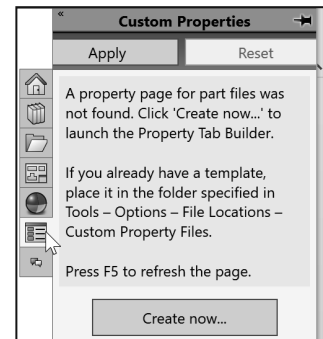 Custom Properties
Apply Reset
A property page for part files was
not found. Click 'Create now...' to
launch the Property Tab Builder.
If you already have a template,
place it in the folder specified in
Tools – Options – File Locations –
Custom Property Files.
Press F5 to refresh the page.
Create now...